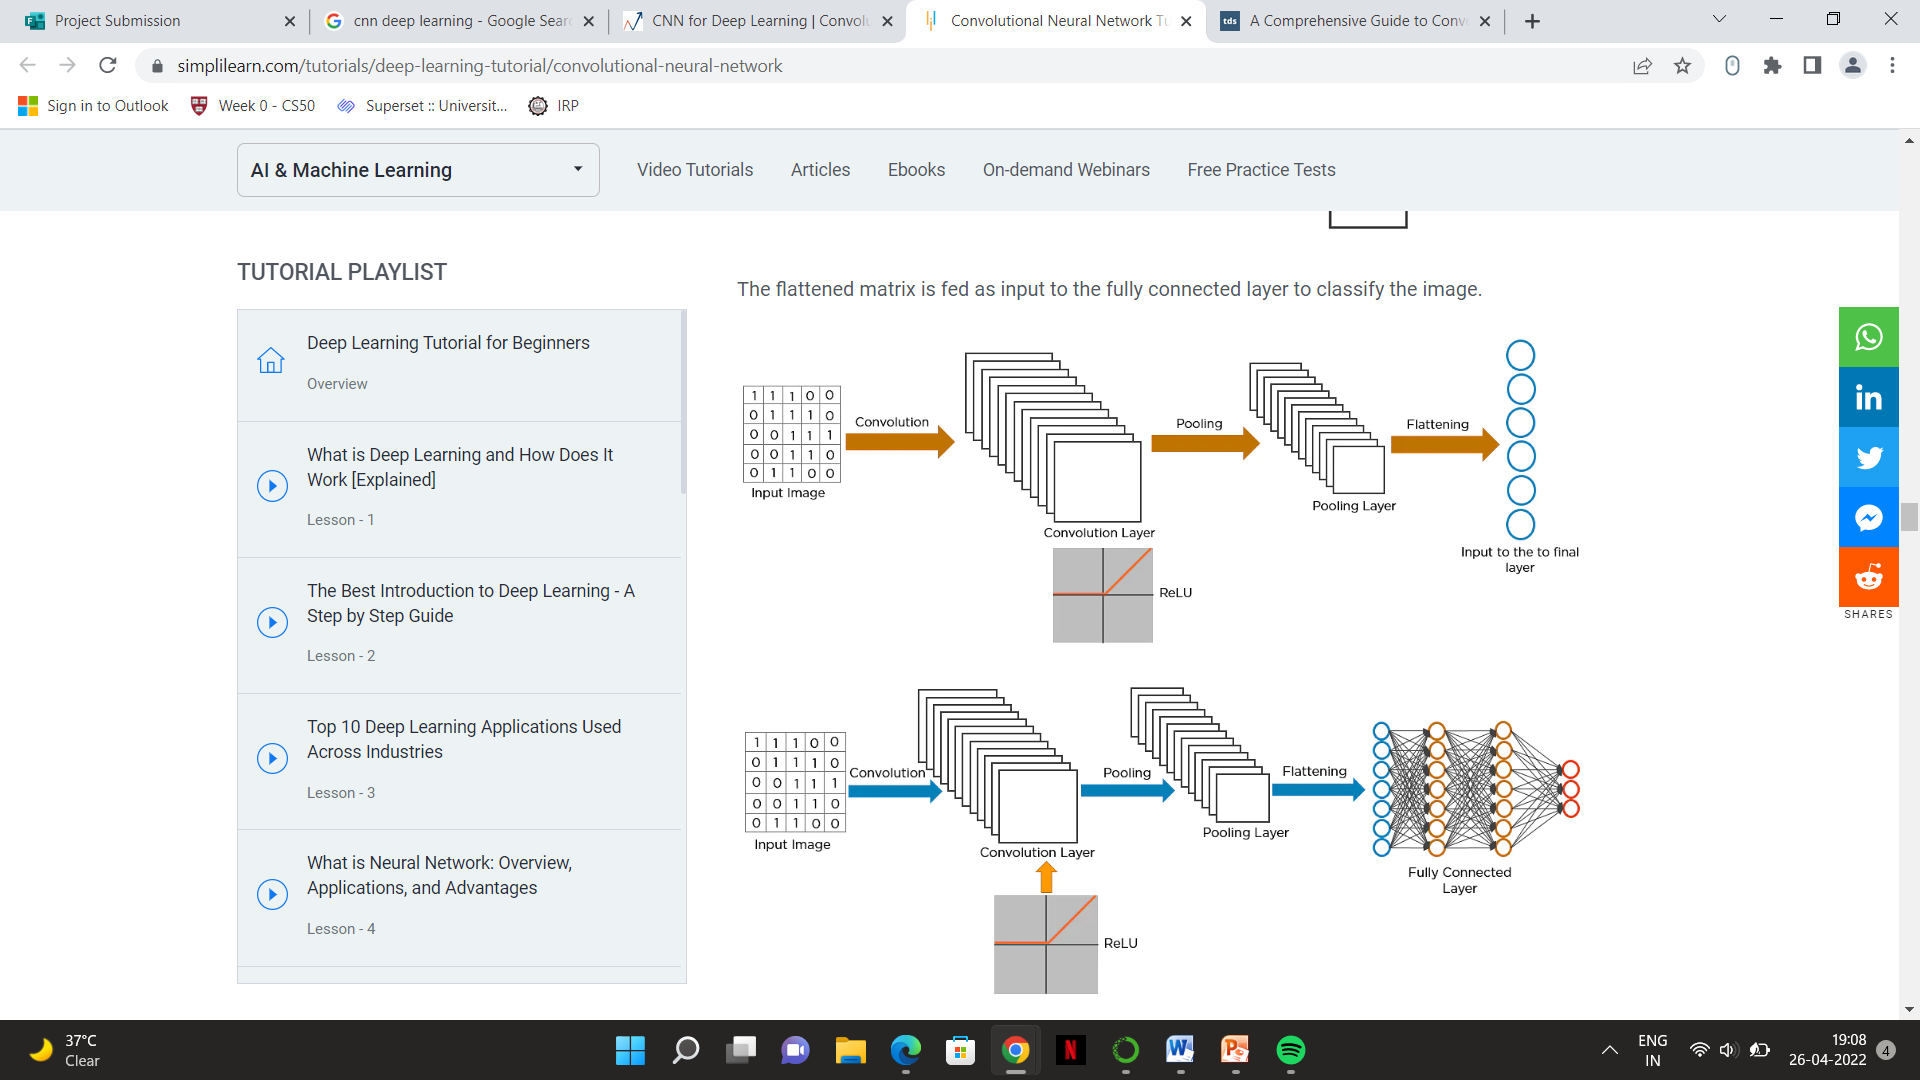 Project Submission
cnn deep learning - Google Sear
CNN for Deep Learning | Convolu
Convolutional Neural Network Tu
tds
A Comprehensive Guide to Conv
simplilearn.com/tutorials/deep-learning-tutorial/convolutional-neural-network
Sign in to Outlook
Week 0 - CS50
Superset :: Universit...
IRP
AI & Machine Learning
Video Tutorials
Articles
Ebooks
On-demand Webinars
Free Practice Tests
TUTORIAL PLAYLIST
Deep Learning Tutorial for Beginners
Overview
What is Deep Learning and How Does It
Work [Explained]
Lesson - 1
The Best Introduction to Deep Learning - A
Step by Step Guide
Lesson - 2
Top 10 Deep Learning Applications Used
Across Industries
Lesson - 3
What is Neural Network: Overview,
Applications, and Advantages
Lesson - 4
The flattened matrix is fed as input to the fully connected layer to classify the image.
1 1 1 0 0
0 1 1 1 0
0 0 1 1 1
0 0 1 1 0
0 1 1 0 0
Input Image
Convolution
Convolution Layer
ReLU
Pooling
Pooling Layer
Flattening
Input to the to final
layer
1 1 1 0 0
0 1 1 1 0
0 0 1 1 1
0 0 1 1 0
0 1 1 0 0
Input Image
Convolution
Convolution Layer
ReLU
Pooling
Pooling Layer
Flattening
Fully Connected
Layer
SHARES
37°C
Clear
ENG
IN
19:08
26-04-2022
4